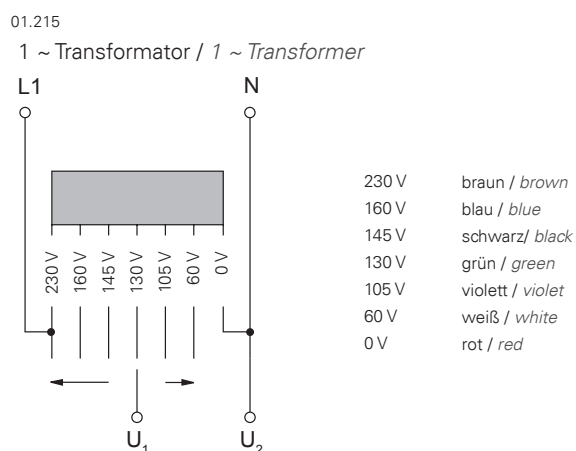 01.215
1 ~ Transformator / 1 ~ Transformer
L1 N
230 V
160 V
145 V
130 V
105 V
60 V
0 V
U1 U2
230 V braun / brown
160 V blau / blue
145 V schwarz/ black
130 V grün / green
105 V violett / violet
60 V weiß / white
0 V rot / red